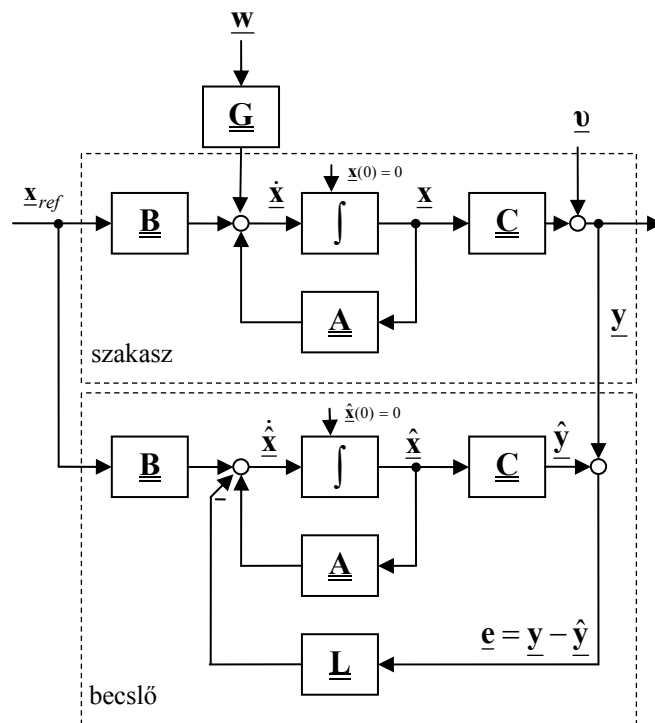 w
G
υ
x(0) = 0
x_ref
B
ẋ
∫
x
C
A
szakasz
y
x̂(0) = 0
B
x̂̇
∫
x̂
C
ŷ
−
A
e = y − ŷ
L
becslő